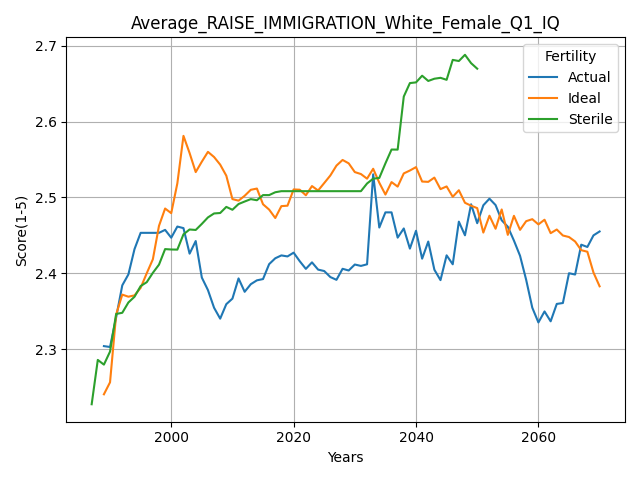 Average_RAISE_IMMIGRATION_White_Female_Q1_IQ
2.7
2.6
2.5
2.4
2.3
Score(1-5)
Fertility
Actual
Ideal
Sterile
2000
2020
2040
2060
Years